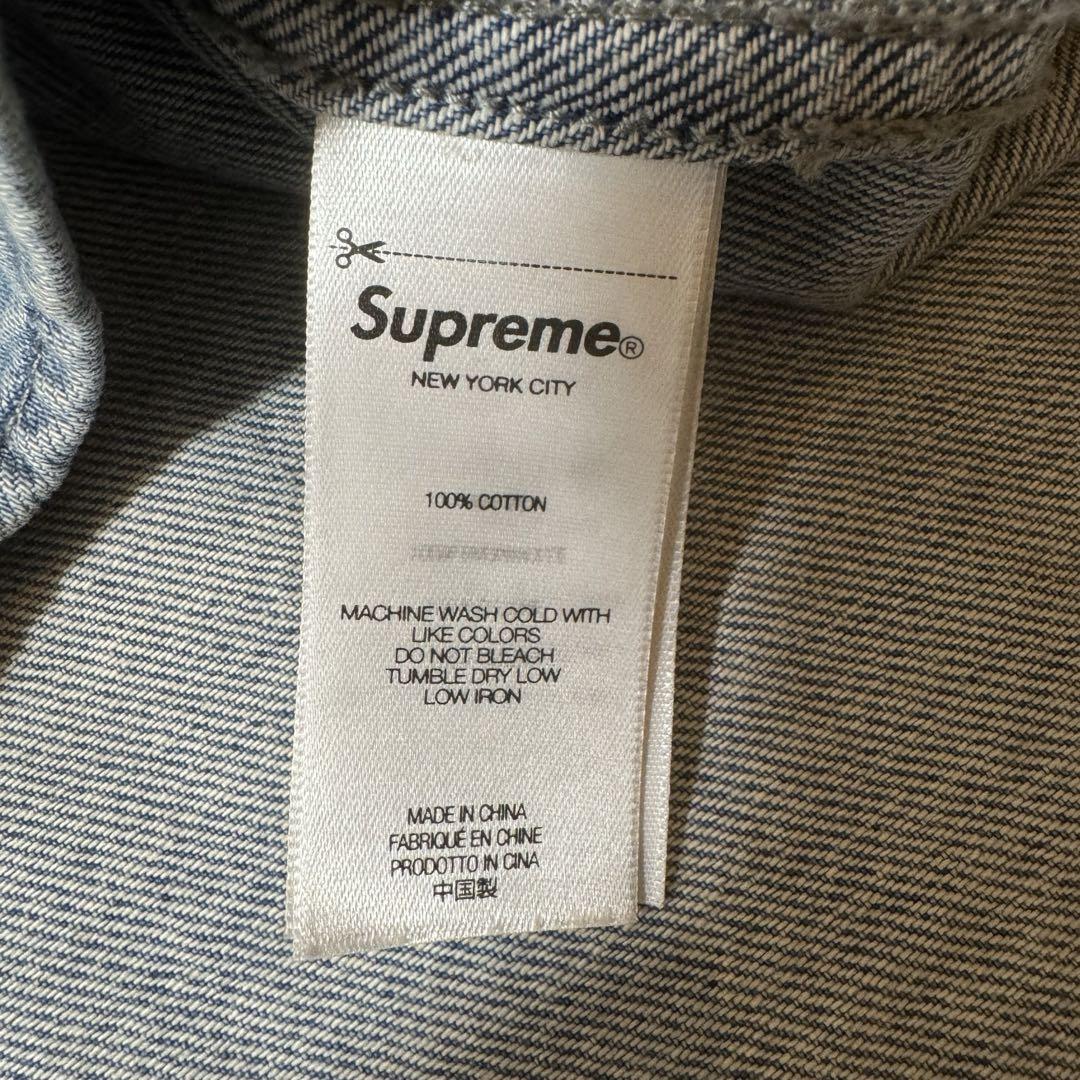 Supreme®
NEW YORK CITY
100% COTTON
MACHINE WASH COLD WITH
LIKE COLORS
DO NOT BLEACH
TUMBLE DRY LOW
LOW IRON
MADE IN CHINA
FABRIQUÉ EN CHINE
PRODOTTO IN CINA
中国製